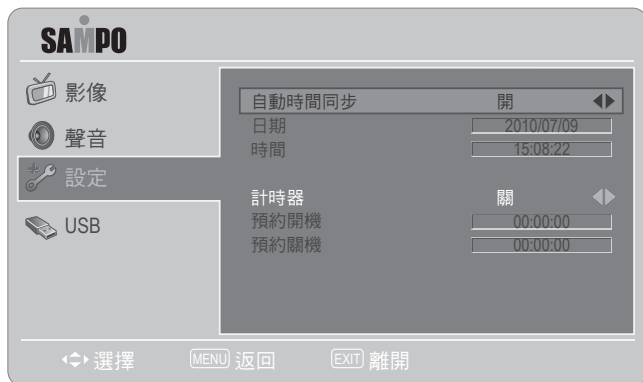 SAMPO
影像
聲音
設定
USB
自動時間同步 開
日期 2010/07/09
時間 15:08:22
計時器 關
預約開機 00:00:00
預約關機 00:00:00
選擇 MENU 返回 EXIT 離開